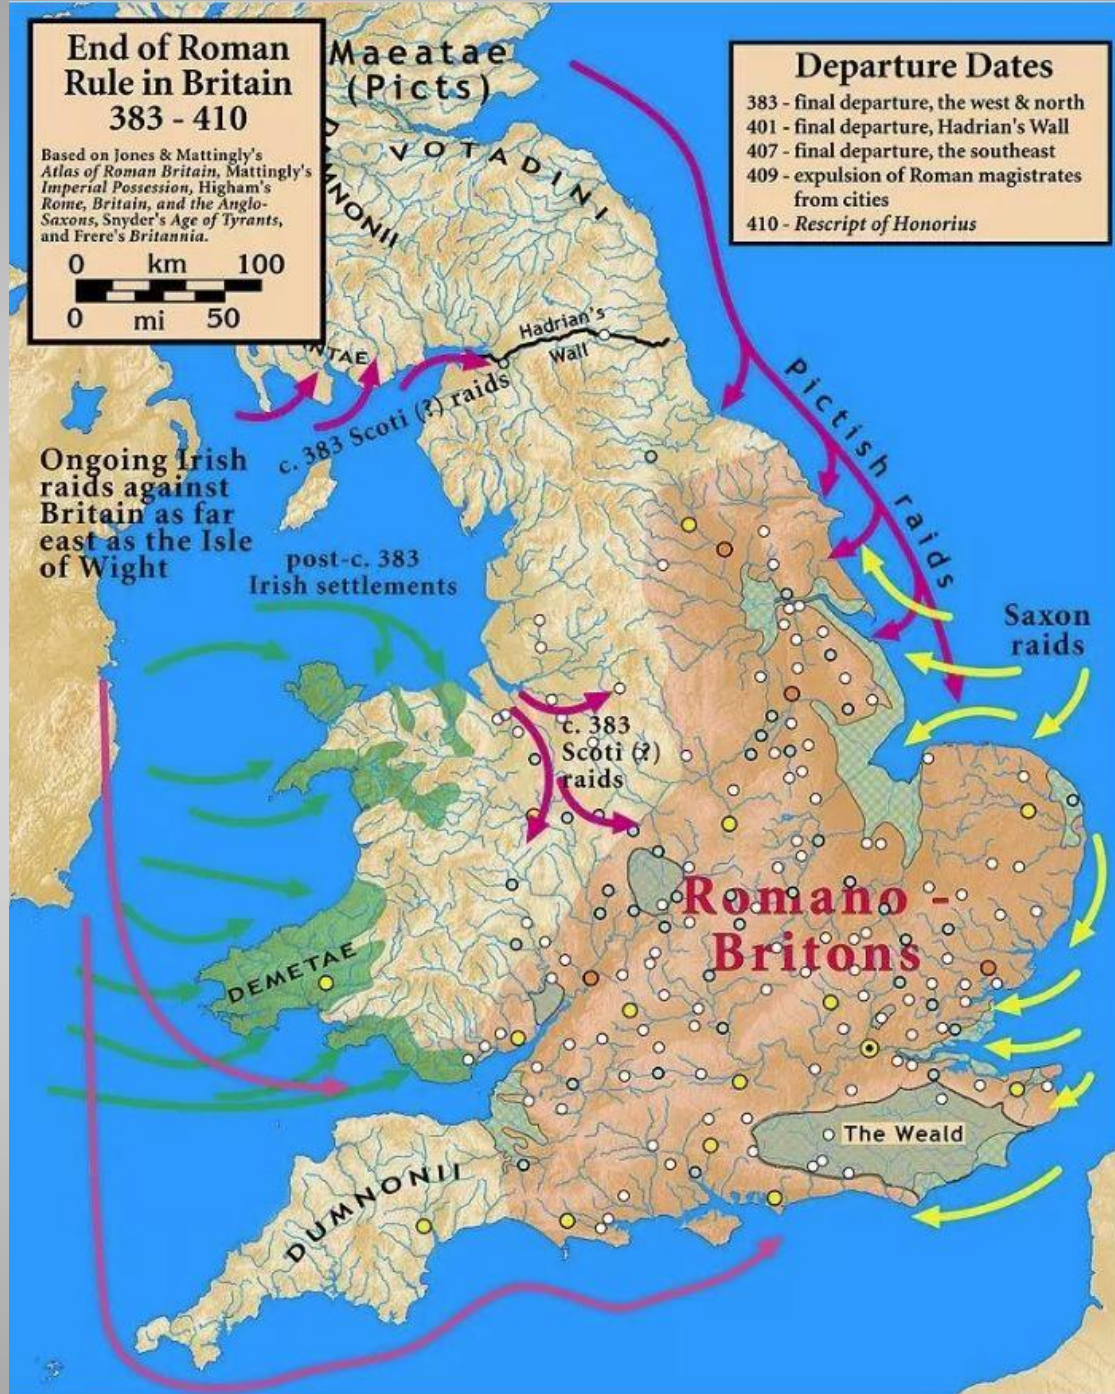 End of Roman
Rule in Britain
383 - 410
Based on Jones & Mattingly's
Atlas of Roman Britain, Mattingly's
Imperial Possession, Higham's
Rome, Britain, and the Anglo-
Saxons, Snyder's Age of Tyrants,
and Frere's Britannia.
0 km 100
0 mi 50
Maeatae
(Picts)
Departure Dates
383 - final departure, the west & north
401 - final departure, Hadrian's Wall
407 - final departure, the southeast
409 - expulsion of Roman magistrates
from cities
410 - Rescript of Honorius
VOTADINI
DAMNONII
NTAE
Hadrian's
Wall
c. 383 Scoti (?) raids
Pictish raids
Ongoing Irish
raids against
Britain as far
east as the Isle
of Wight
post-c. 383
Irish settlements
Saxon
raids
c. 383
Scoti (?)
raids
Romano -
Britons
DEMETAE
The Weald
DUMNONII